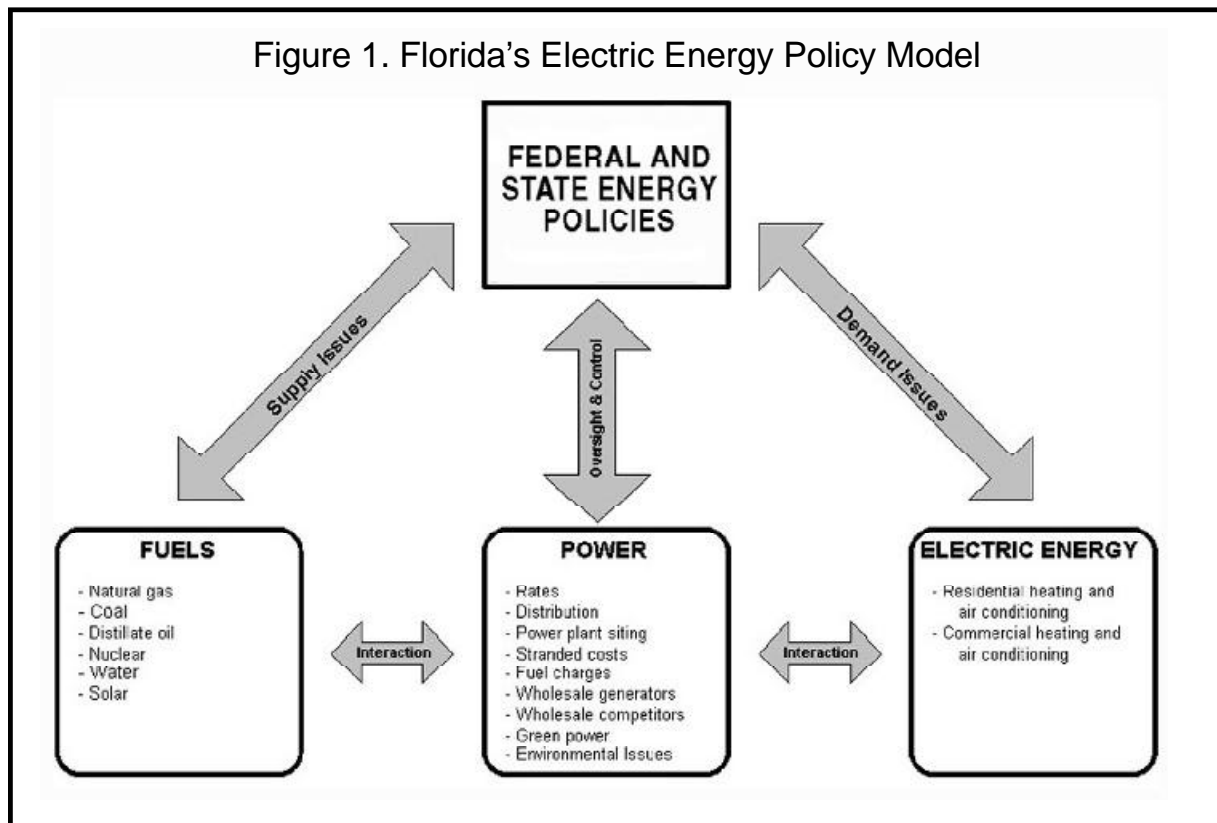 Figure 1. Florida's Electric Energy Policy Model
FEDERAL AND
STATE ENERGY
POLICIES
Supply Issues
Oversight & Control
Demand Issues
FUELS
- Natural gas
- Coal
- Distillate oil
- Nuclear
- Water
- Solar
Interaction
POWER
- Rates
- Distribution
- Power plant siting
- Stranded costs
- Fuel charges
- Wholesale generators
- Wholesale competitors
- Green power
- Environmental Issues
Interaction
ELECTRIC ENERGY
- Residential heating and
air conditioning
- Commercial heating and
air conditioning